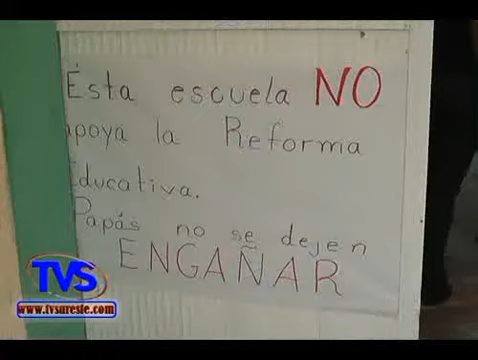 Ésta escuela NO
apoya la Reforma
Educativa.
Papás no se dejen
ENGAÑAR
TVS
www.tvsureste.com